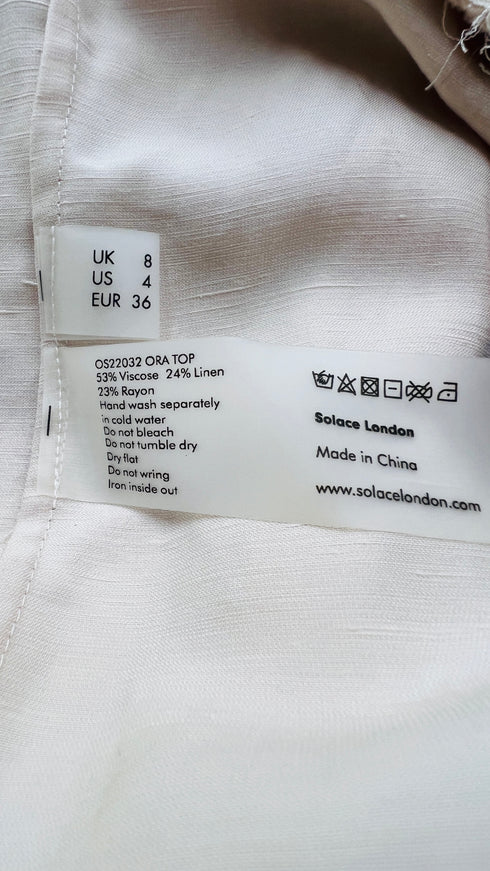 UK 8
US 4
EUR 36
OS22032 ORA TOP
53% Viscose 24% Linen
23% Rayon
Hand wash separately
in cold water
Do not bleach
Do not tumble dry
Dry flat
Do not wring
Iron inside out
Solace London
Made in China
www.solacelondon.com